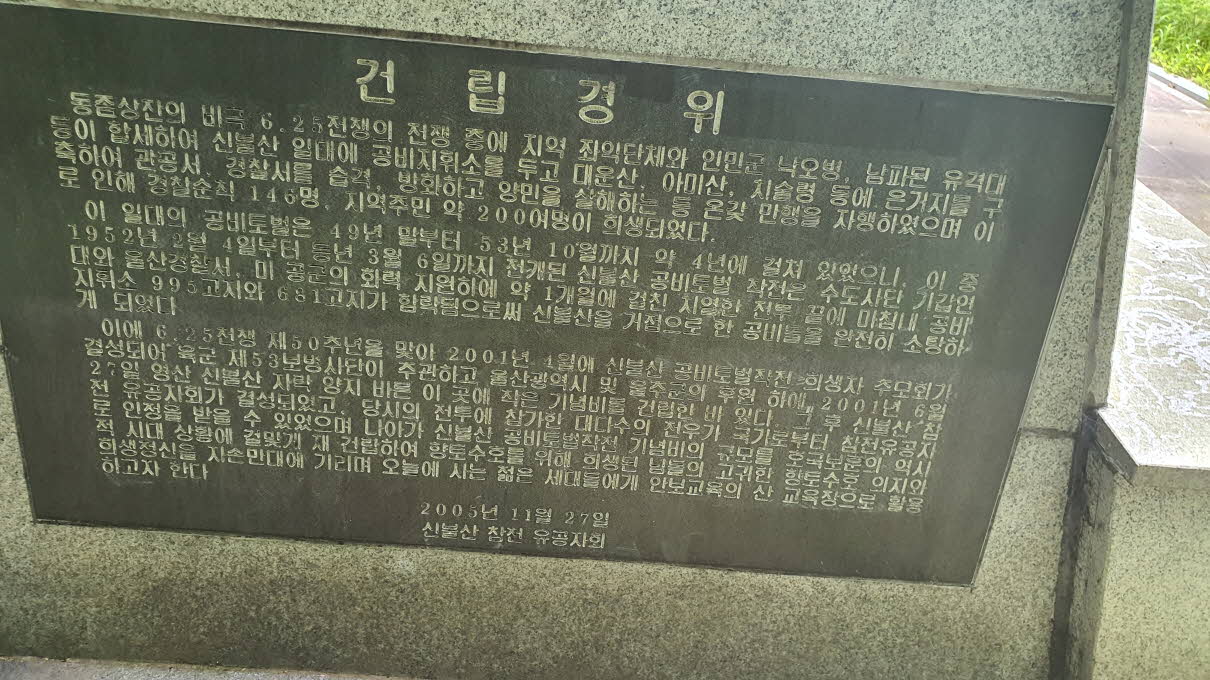 건립경위
동존상잔의 비극 6.25전쟁의 전쟁 중에 지역 좌익단체와 인민군 낙오병, 남파된 유격대
등이 합세하여 신불산 일대에 공비지휘소를 두고 대운산, 아미산, 치술령 등에 은거지를 구
축하여 관공서, 경찰서를 습격, 방화하고 양민을 살해하는 등 온갖 만행을 자행하였으며 이
로 인해 경찰순직 146명, 지역주민 약 200여명이 희생되었다.
이 일대의 공비토벌은 49년 말부터 53년 10월까지 약 4년에 걸쳐 있었으니, 이 중
1952년 2월 4일부터 동년 3월 6일까지 전개된 신불산 공비토벌 작전은 수도사단 기갑연
대와 울산경찰서, 미 공군의 화력 지원하에 약 1개월에 걸친 치열한 전투 끝에 마침내 공비
지휘소 995고지와 681고지가 함락됨으로써 신불산을 거점으로 한 공비들을 완전히 소탕하
게 되었다
이에 6.25전쟁 제50주년을 맞아 2001년 4월에 신불산 공비토벌작전 희생자 추모회가
결성되어 육군 제53보병사단이 주관하고 울산광역시 및 울주군의 후원 하에 2001년 6월
27일 영산 신불산 자락 양지 바른 이 곳에 작은 기념비를 건립한 바 있다. 그 후 신불산 참
전 유공자회가 결성되었고, 당시의 전투에 참가한 대다수의 전우가 국가로부터 참전유공자
로 인정을 받을 수 있었으며 나아가 신불산 공비토벌작전 기념비의 규모를 호국보훈의 역사
적 시대 상황에 걸맞게 재 건립하여 향토수호를 위해 희생된 님들의 고귀한 향토수호 의지와
희생정신을 자손만대에 기리며 오늘에 사는 젊은 세대들에게 안보교육의 산 교육장으로 활용
하고자 한다
2005년 11월 27일
신불산 참전 유공자회